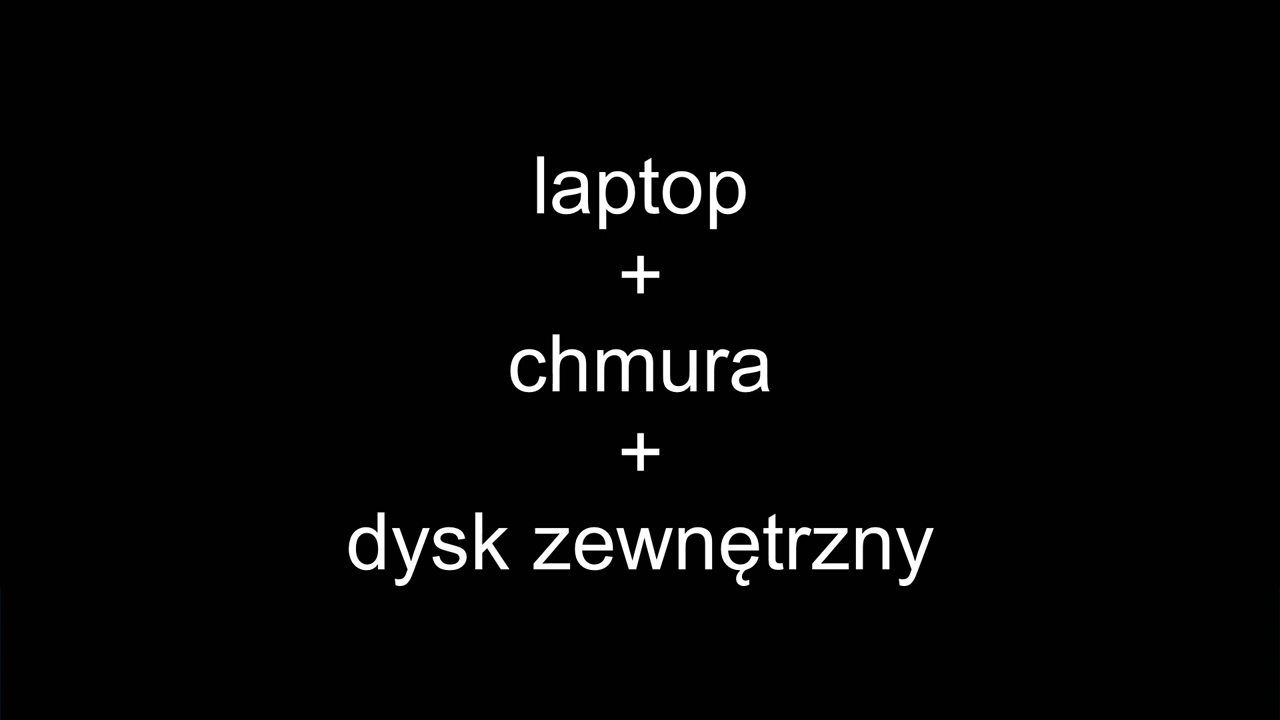 laptop
+
chmura
+
dysk zewnętrzny